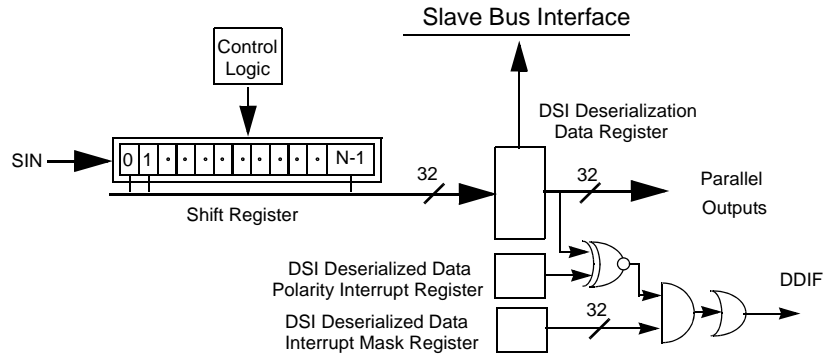 Slave Bus Interface
Control
Logic
DSI Deserialization
Data Register
SIN
0 1 N-1
32
32
Parallel
Outputs
Shift Register
DSI Deserialized Data
Polarity Interrupt Register
DDIF
DSI Deserialized Data
Interrupt Mask Register
32